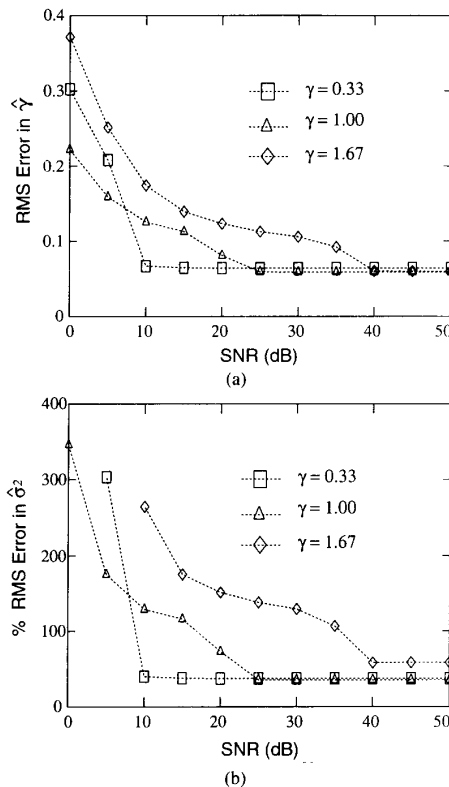 0.4
0.3
0.2
0.1
0
RMS Error in γ̂
γ = 0.33
γ = 1.00
γ = 1.67
0 10 20 30 40 50
SNR (dB)
(a)
400
300
200
100
0
% RMS Error in σ̂²
γ = 0.33
γ = 1.00
γ = 1.67
0 10 20 30 40 50
SNR (dB)
(b)